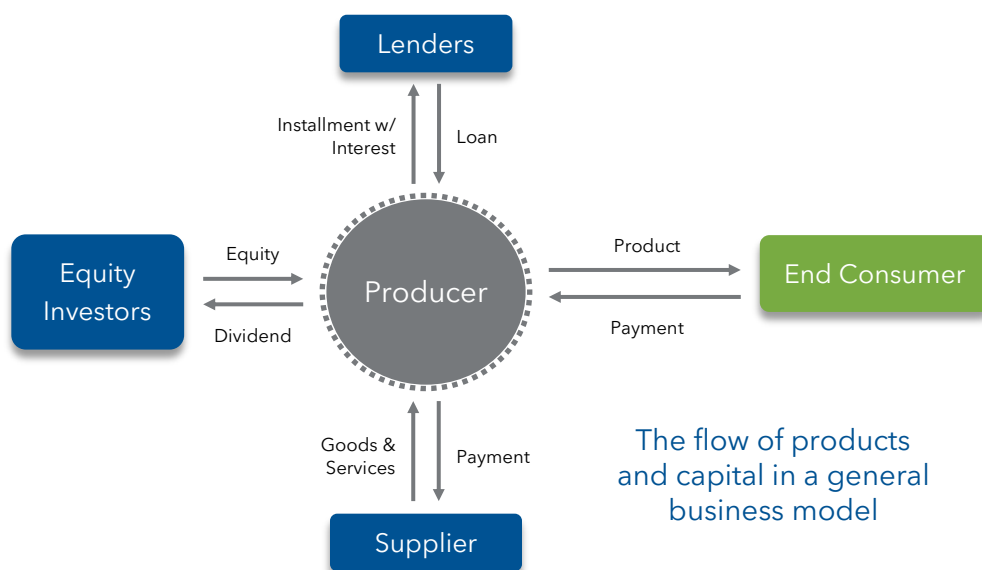 Lenders
Installment w/
Interest
Loan
Equity
Investors
Equity
Dividend
Producer
Product
Payment
End Consumer
Goods &
Services
Payment
Supplier
The flow of products
and capital in a general
business model